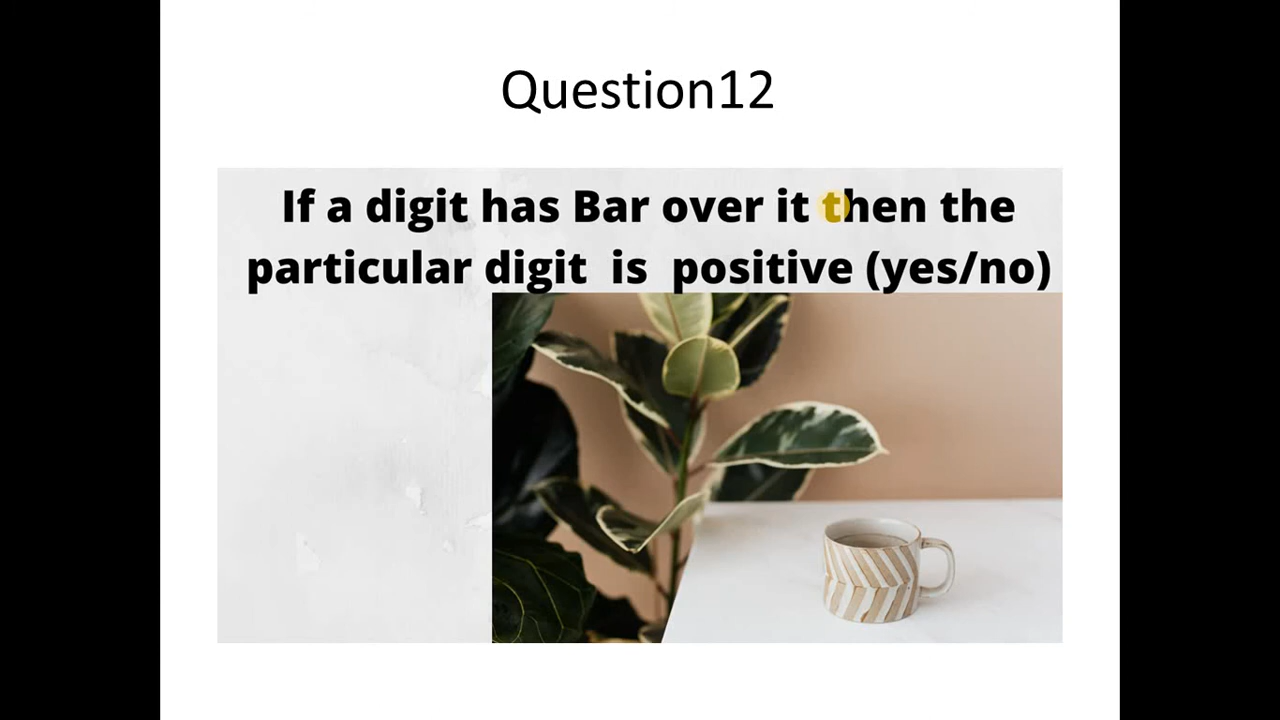 Question12
If a digit has Bar over it then the
particular digit is positive (yes/no)